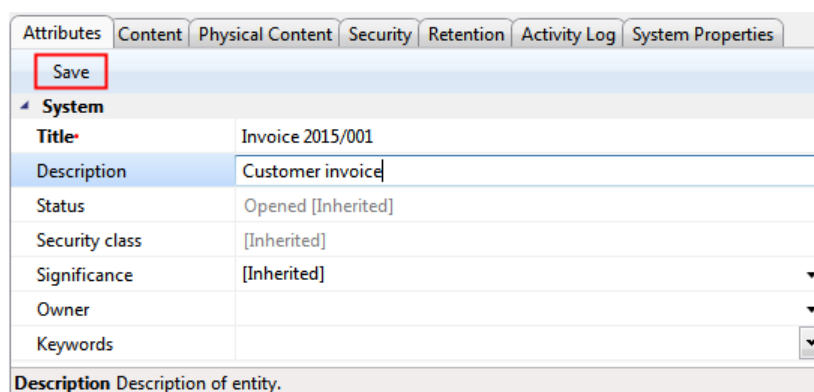 Attributes Content Physical Content Security Retention Activity Log System Properties
Save
System
Title•  Invoice 2015/001
Description Customer invoice
Status Opened [Inherited]
Security class [Inherited]
Significance [Inherited]
Owner
Keywords
Description Description of entity.